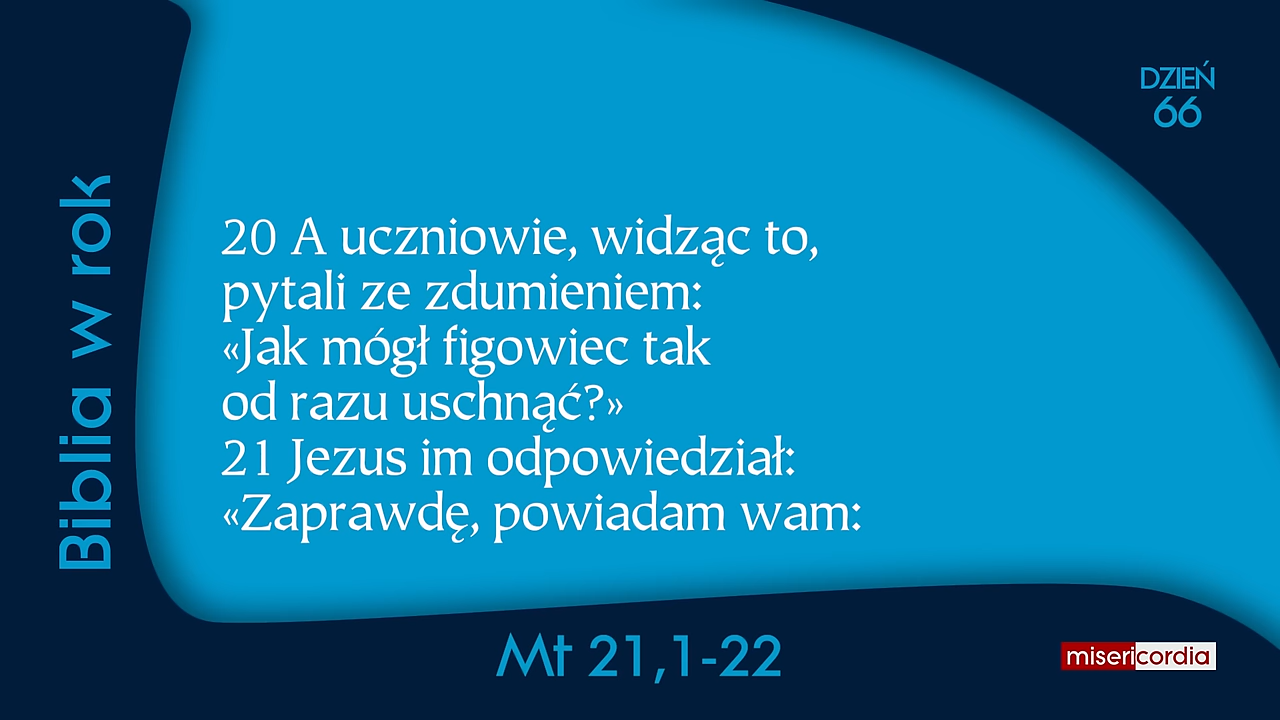 DZIEŃ
66
Biblia w rok
20 A uczniowie, widząc to,
pytali ze zdumieniem:
«Jak mógł figowiec tak
od razu uschnąć?»
21 Jezus im odpowiedział:
«Zaprawdę, powiadam wam:
Mt 21,1-22
misericordia